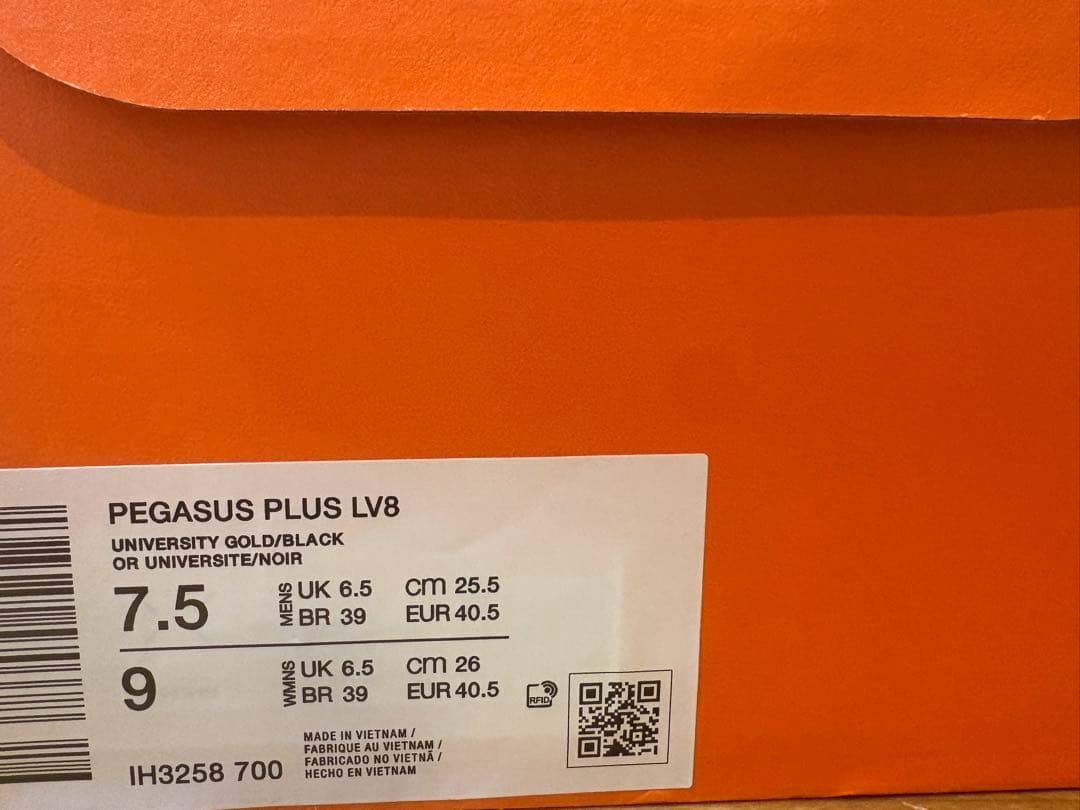 PEGASUS PLUS LV8
UNIVERSITY GOLD/BLACK
OR UNIVERSITE/NOIR
7.5 MENS UK 6.5 cm 25.5
BR 39 EUR 40.5
9 WMNS UK 6.5 cm 26
BR 39 EUR 40.5
RFID
MADE IN VIETNAM /
FABRIQUE AU VIETNAM /
FABRICADO NO VIETNÃ /
HECHO EN VIETNAM
IH3258 700